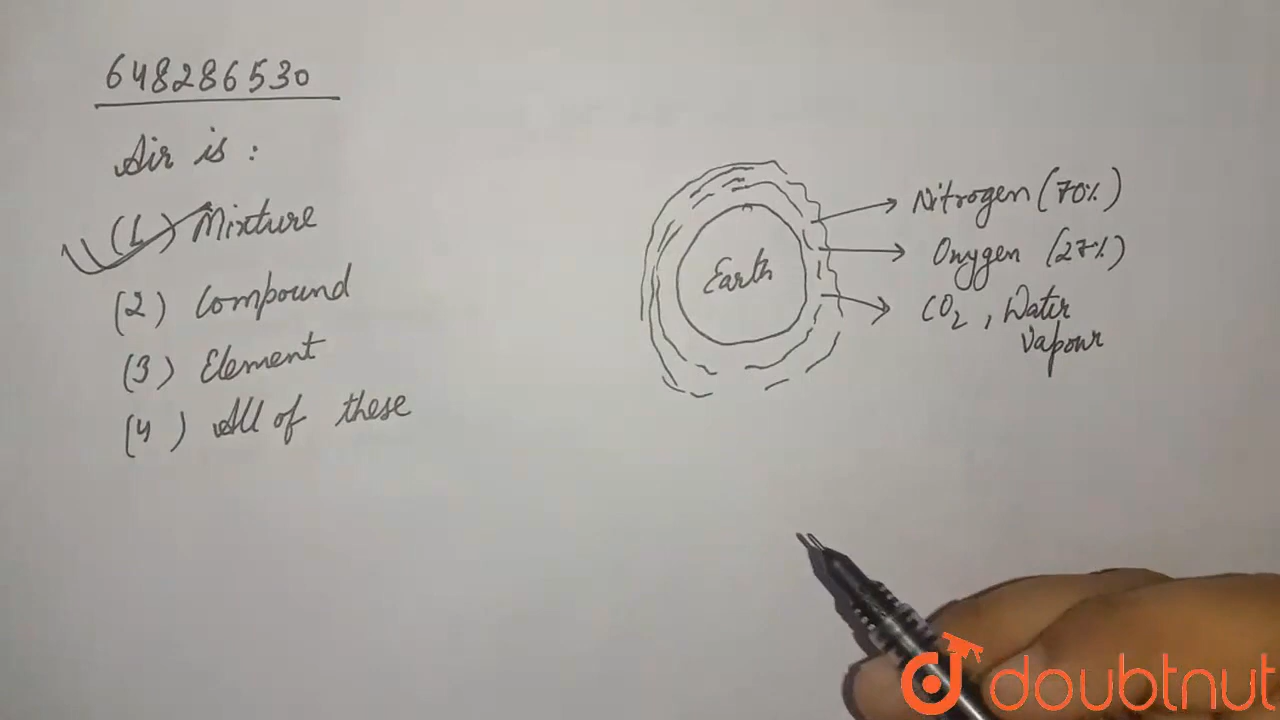 648286530
Air is :
(1) Mixture
(2) Compound
(3) Element
(4) All of these
Earth
Nitrogen (70%)
Oxygen (27%)
CO2, Water
Vapour
doubtnut